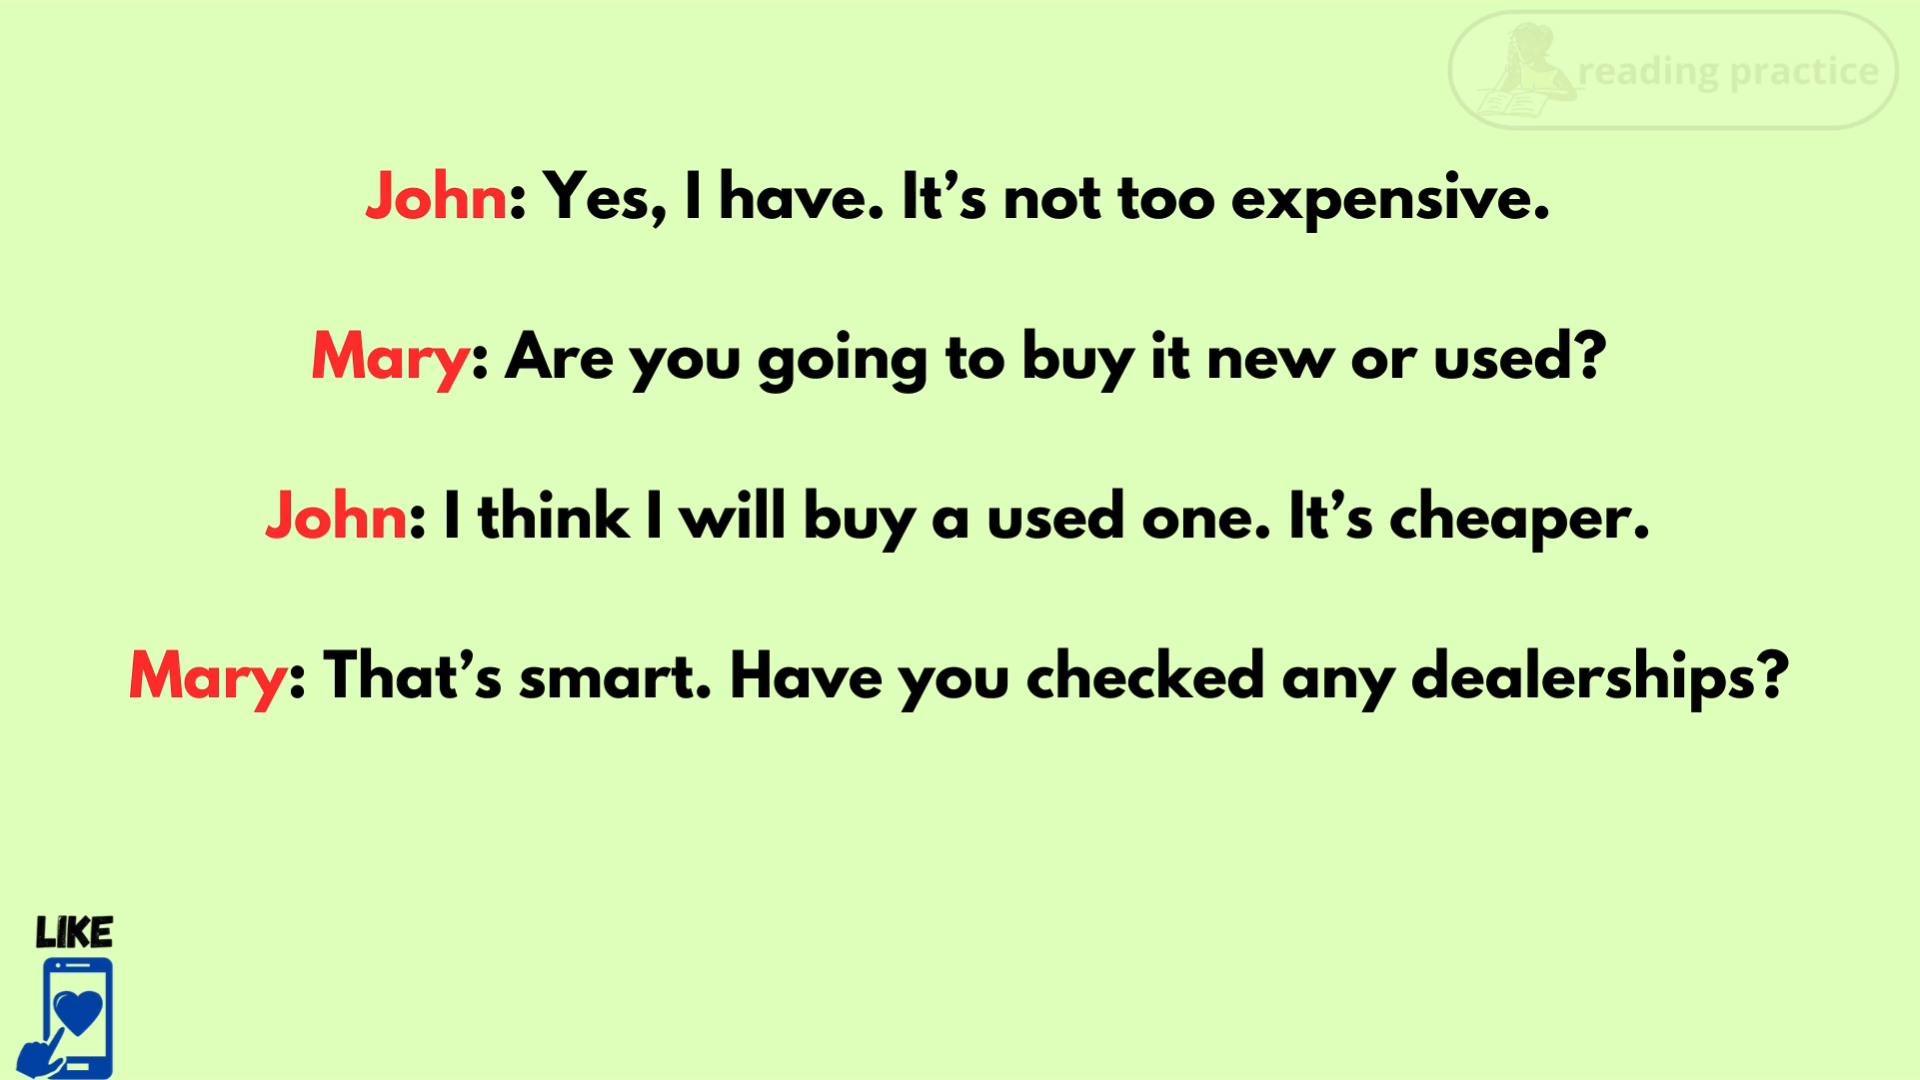 reading practice
John: Yes, I have. It’s not too expensive.
Mary: Are you going to buy it new or used?
John: I think I will buy a used one. It’s cheaper.
Mary: That’s smart. Have you checked any dealerships?
LIKE